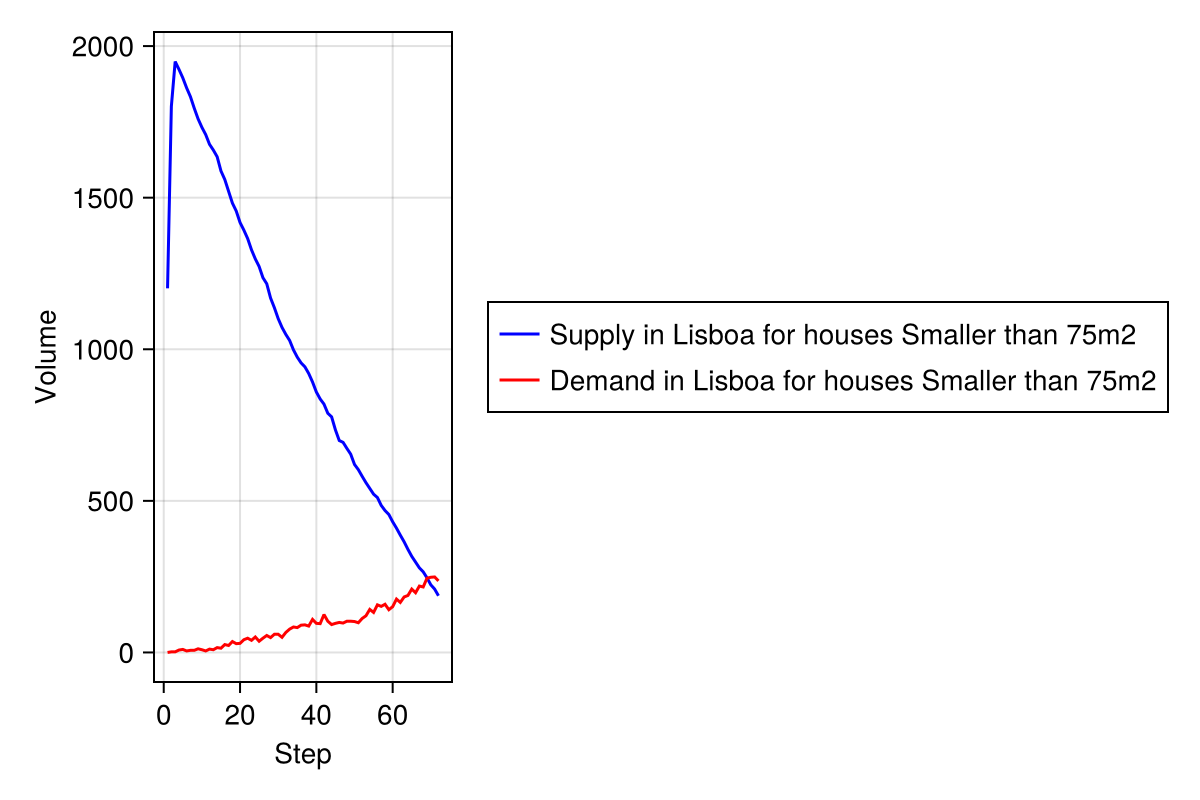 2000
1500
1000
500
0
Volume
0 20 40 60
Step
Supply in Lisboa for houses Smaller than 75m2
Demand in Lisboa for houses Smaller than 75m2